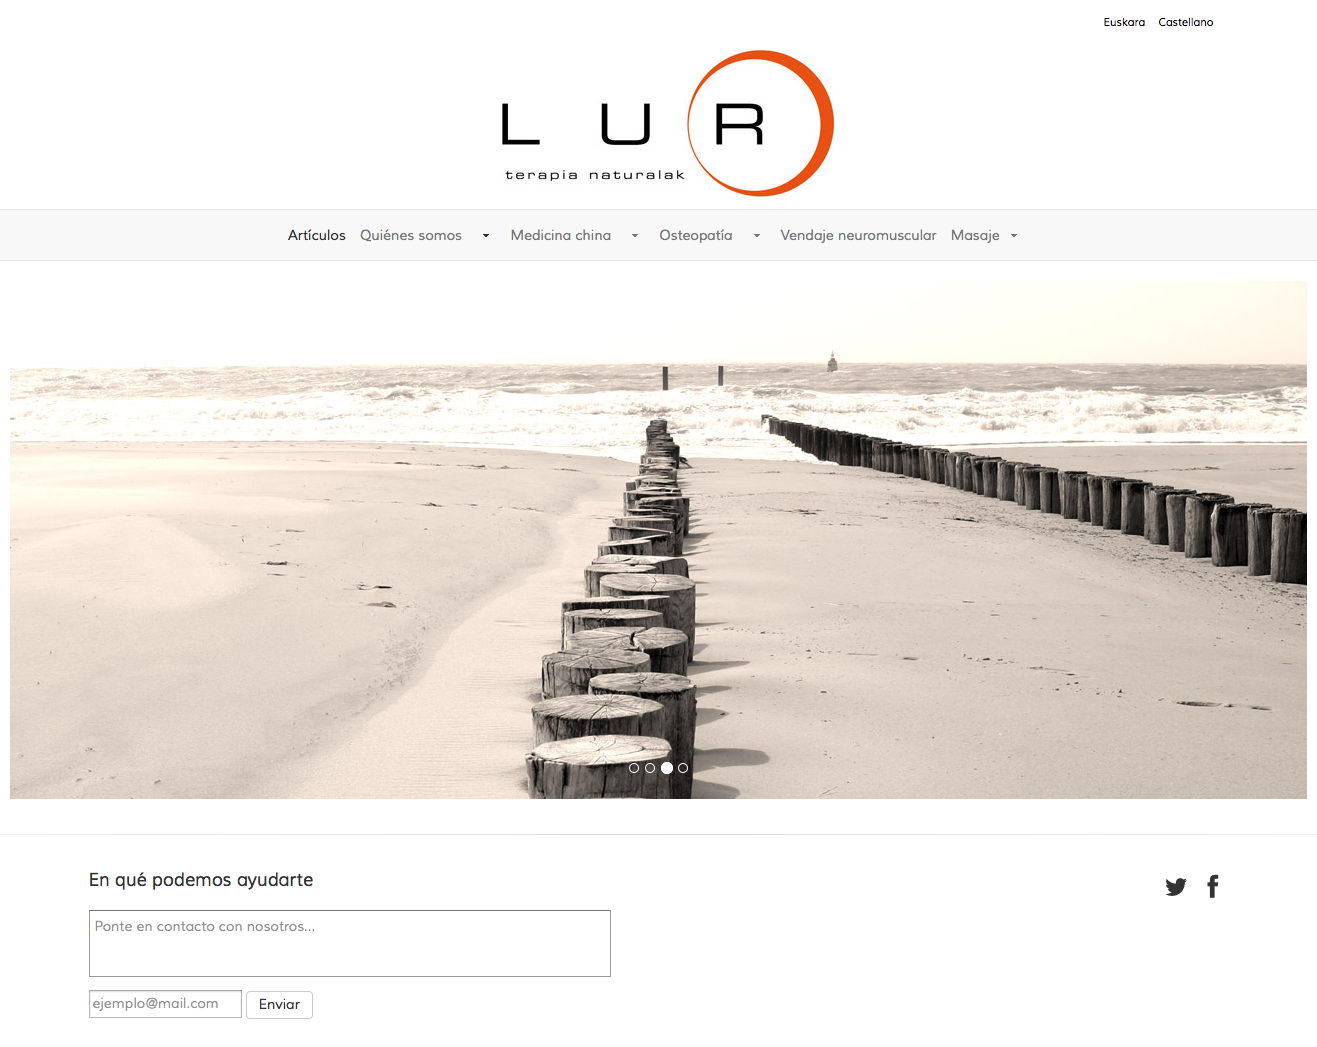 Euskara Castellano
LUR
terapia naturalak
Artículos Quiénes somos Medicina china Osteopatía Vendaje neuromuscular Masaje
En qué podemos ayudarte
Ponte en contacto con nosotros...
ejemplo@mail.com Enviar